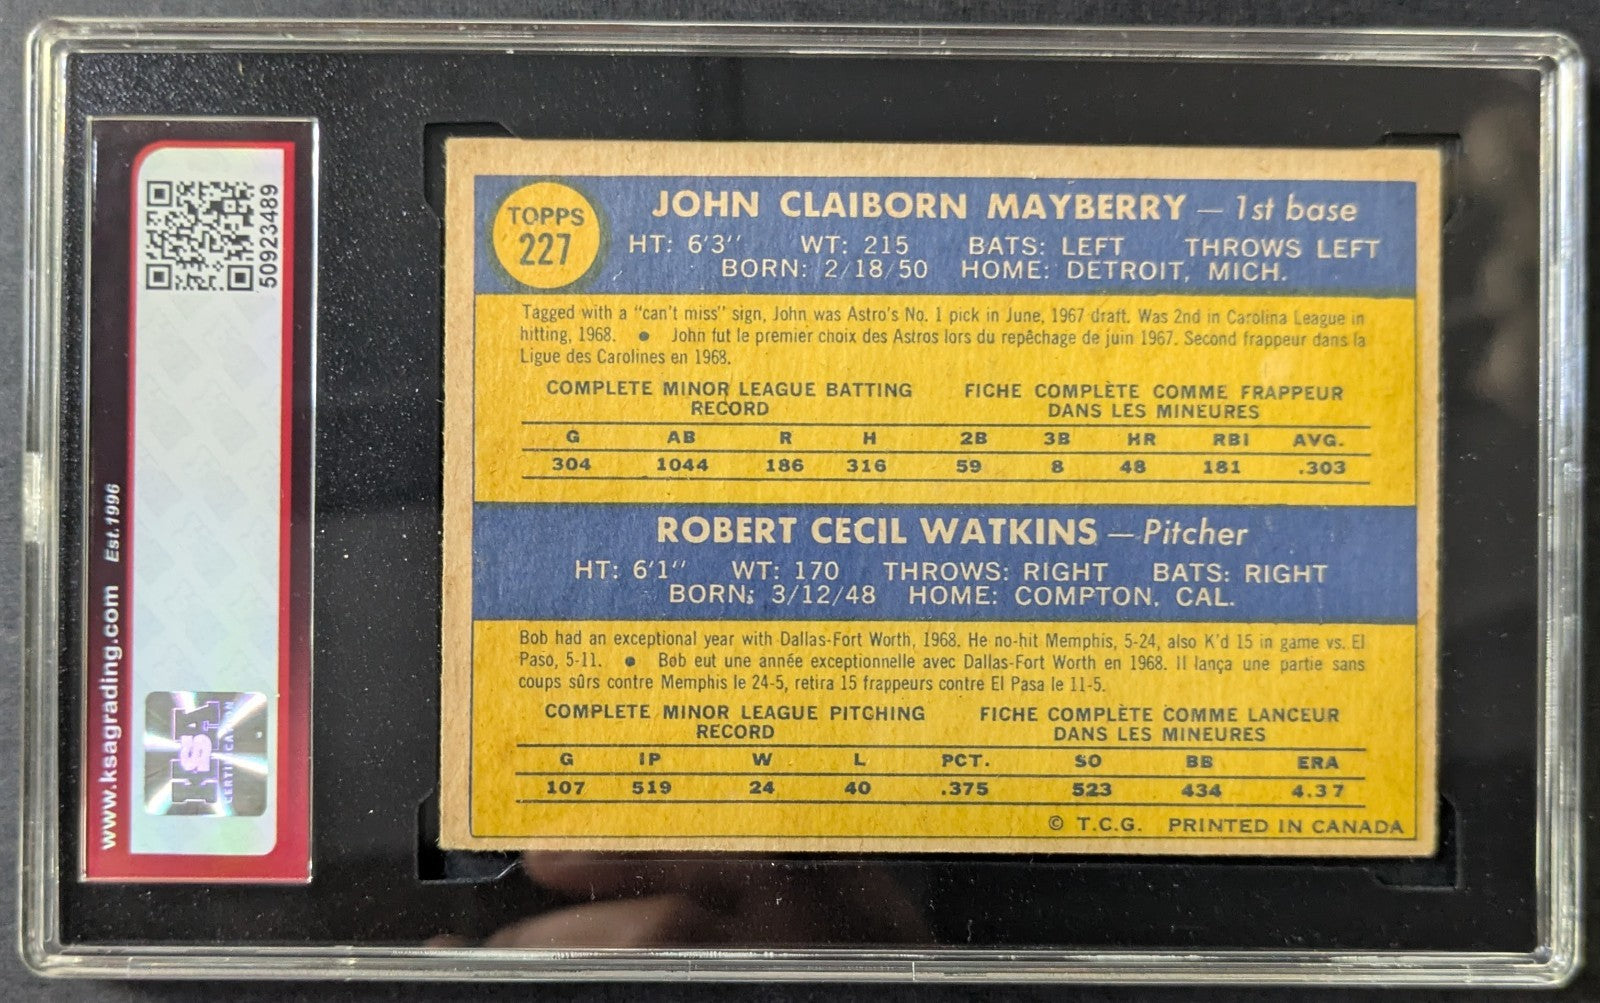 50923489
www.ksagrading.com Est.1996
KSA
CERTIFICATION
TOPPS
227
JOHN CLAIBORN MAYBERRY — 1st base
HT: 6'3" WT: 215 BATS: LEFT THROWS LEFT
BORN: 2/18/50 HOME: DETROIT, MICH.
Tagged with a "can't miss" sign, John was Astro's No. 1 pick in June, 1967 draft. Was 2nd in Carolina League in
hitting, 1968. ● John fut le premier choix des Astros lors du repêchage de juin 1967. Second frappeur dans la
Ligue des Carolines en 1968.
COMPLETE MINOR LEAGUE BATTING FICHE COMPLÈTE COMME FRAPPEUR
RECORD DANS LES MINEURES
G AB R H 2B 3B HR RBI AVG.
304 1044 186 316 59 8 48 181 .303
ROBERT CECIL WATKINS — Pitcher
HT: 6'1" WT: 170 THROWS: RIGHT BATS: RIGHT
BORN: 3/12/48 HOME: COMPTON, CAL.
Bob had an exceptional year with Dallas-Fort Worth, 1968. He no-hit Memphis, 5-24, also K'd 15 in game vs. El
Paso, 5-11. ● Bob eut une année exceptionnelle avec Dallas-Fort Worth en 1968. Il lança une partie sans
coups sûrs contre Memphis le 24-5, retira 15 frappeurs contre El Pasa le 11-5.
COMPLETE MINOR LEAGUE PITCHING FICHE COMPLÈTE COMME LANCEUR
RECORD DANS LES MINEURES
G IP W L PCT. SO BB ERA
107 519 24 40 .375 523 434 4.37
© T.C.G. PRINTED IN CANADA